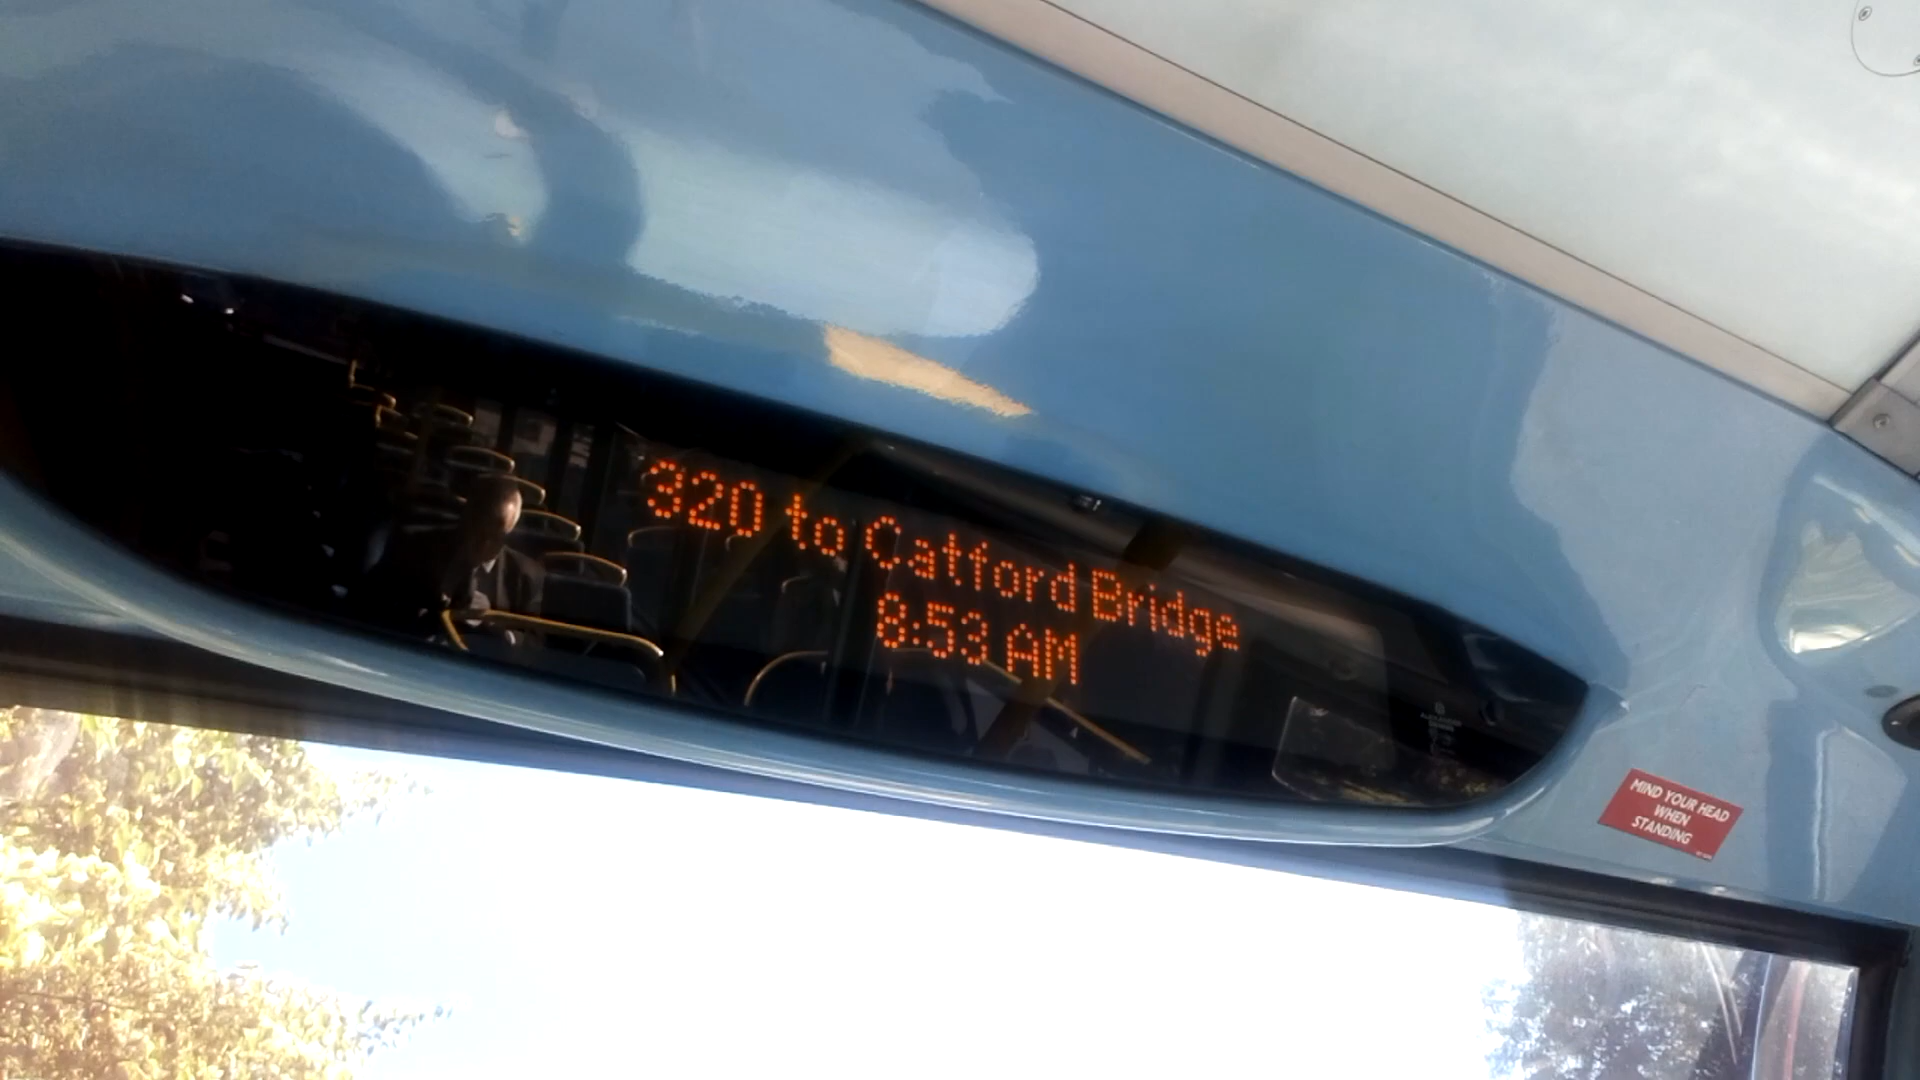 320 to Catford Bridge
8:53 AM
MIND YOUR HEAD
WHEN
STANDING